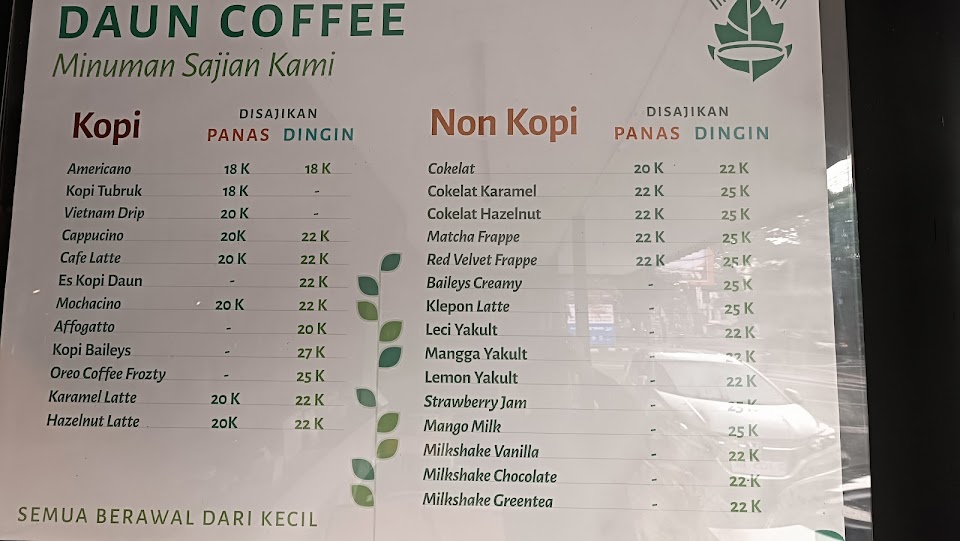 DAUN COFFEE
Minuman Sajian Kami
Kopi
DISAJIKAN
PANAS DINGIN
Americano 18 K 18 K
Kopi Tubruk 18 K -
Vietnam Drip 20 K -
Cappucino 20K 22 K
Cafe Latte 20 K 22 K
Es Kopi Daun - 22 K
Mochacino 20 K 22 K
Affogatto - 20 K
Kopi Baileys - 27 K
Oreo Coffee Frozty - 25 K
Karamel Latte 20 K 22 K
Hazelnut Latte 20K 22 K
Non Kopi
DISAJIKAN
PANAS DINGIN
Cokelat 20 K 22 K
Cokelat Karamel 22 K 25 K
Cokelat Hazelnut 22 K 25 K
Matcha Frappe 22 K 25 K
Red Velvet Frappe 22 K 25 K
Baileys Creamy - 25 K
Klepon Latte - 25 K
Leci Yakult - 22 K
Mangga Yakult - 22 K
Lemon Yakult - 22 K
Strawberry Jam - 25 K
Mango Milk - 25 K
Milkshake Vanilla - 22 K
Milkshake Chocolate - 22 K
Milkshake Greentea - 22 K
SEMUA BERAWAL DARI KECIL